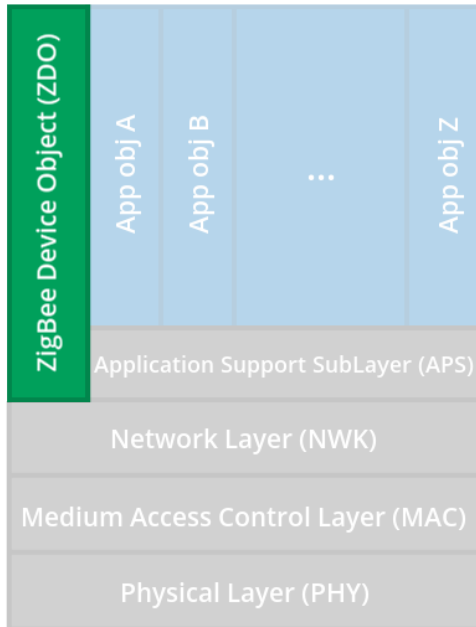 ZigBee Device Object (ZDO)
App obj A
App obj B
...
App obj Z
Application Support SubLayer (APS)
Network Layer (NWK)
Medium Access Control Layer (MAC)
Physical Layer (PHY)